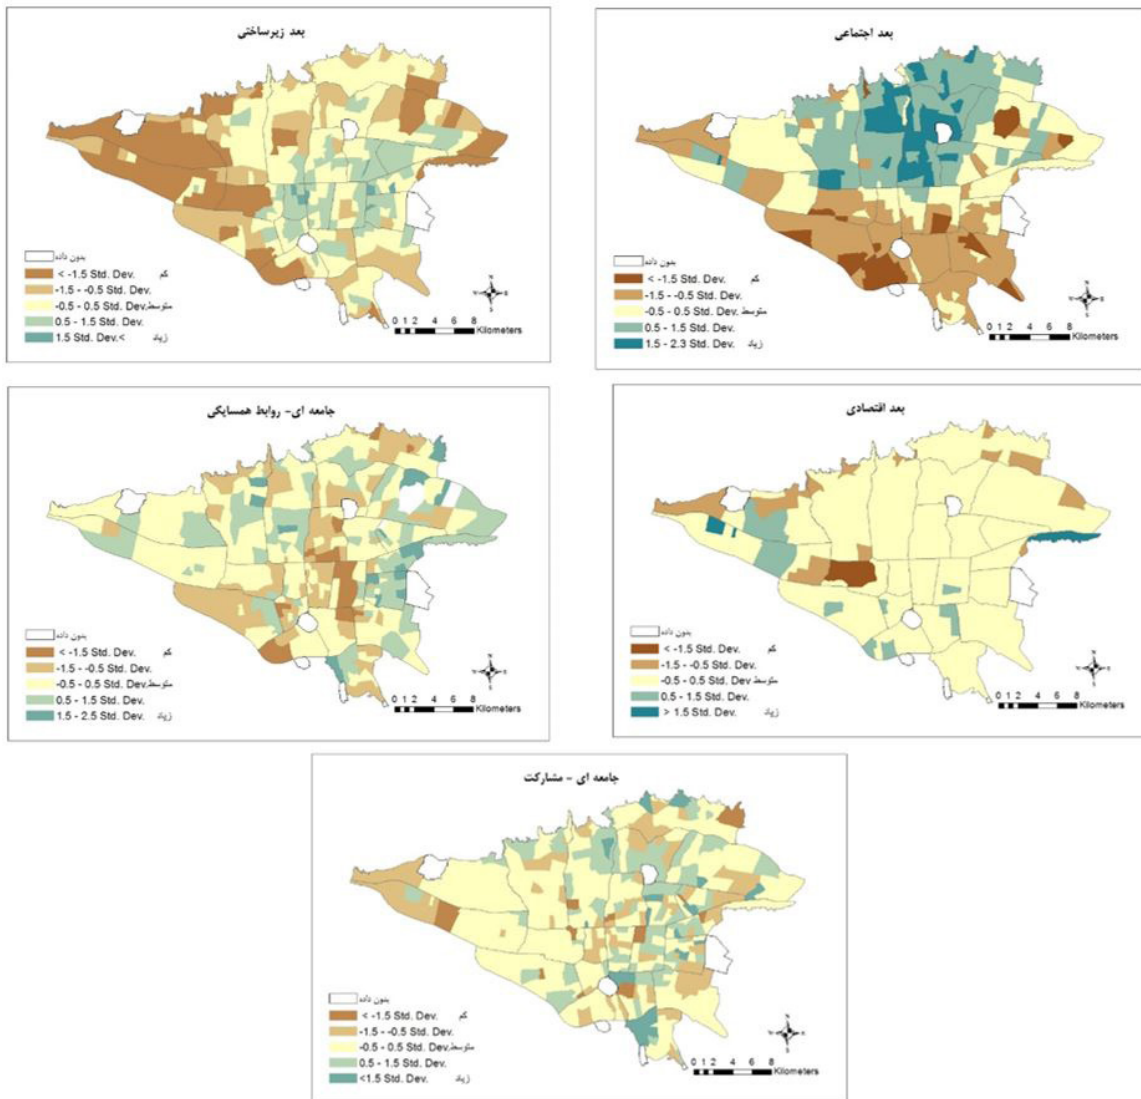 بعد زیرساختی
بدون داده
< -1.5 Std. Dev. کم
-1.5 - -0.5 Std. Dev.
-0.5 - 0.5 Std. Dev. متوسط
0.5 - 1.5 Std. Dev.
1.5 Std. Dev.< زیاد
N
W E
S
0 1 2 4 6 8
Kilometers
بعد اجتماعی
بدون داده
< -1.5 Std. Dev. کم
-1.5 - -0.5 Std. Dev.
-0.5 - 0.5 Std. Dev. متوسط
0.5 - 1.5 Std. Dev.
1.5 - 2.3 Std. Dev. زیاد
N
W E
S
0 1 2 4 6 8
Kilometers
جامعه ای- روابط همسایگی
بدون داده
< -1.5 Std. Dev. کم
-1.5 - -0.5 Std. Dev.
-0.5 - 0.5 Std. Dev. متوسط
0.5 - 1.5 Std. Dev.
1.5 - 2.5 Std. Dev. زیاد
N
W E
S
0 1 2 4 6 8
Kilometers
بعد اقتصادی
بدون داده
< -1.5 Std. Dev. کم
-1.5 - -0.5 Std. Dev.
-0.5 - 0.5 Std. Dev. متوسط
0.5 - 1.5 Std. Dev.
> 1.5 Std. Dev. زیاد
N
W E
S
0 1 2 4 6 8
Kilometers
جامعه ای - مشارکت
بدون داده
< -1.5 Std. Dev. کم
-1.5 - -0.5 Std. Dev.
-0.5 - 0.5 Std. Dev. متوسط
0.5 - 1.5 Std. Dev.
<1.5 Std. Dev. زیاد
N
W E
S
0 1 2 4 6 8
Kilometers